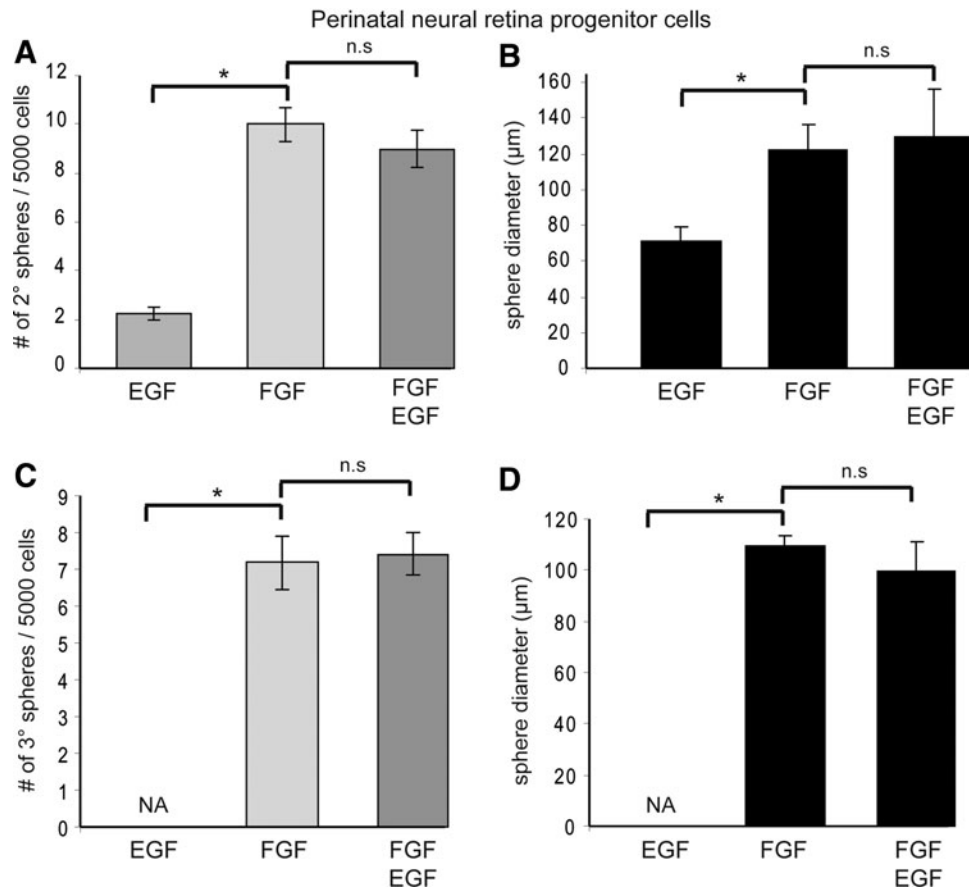 Perinatal neural retina progenitor cells
A
n.s
*
12
10
8
6
4
2
0
# of 2° spheres / 5000 cells
EGF
FGF
FGF
EGF
B
n.s
*
160
140
120
100
80
60
40
20
0
sphere diameter (µm)
EGF
FGF
FGF
EGF
C
n.s
*
9
8
7
6
5
4
3
2
1
0
# of 3° spheres / 5000 cells
NA
EGF
FGF
FGF
EGF
D
n.s
*
120
100
80
60
40
20
0
sphere diameter (µm)
NA
EGF
FGF
FGF
EGF